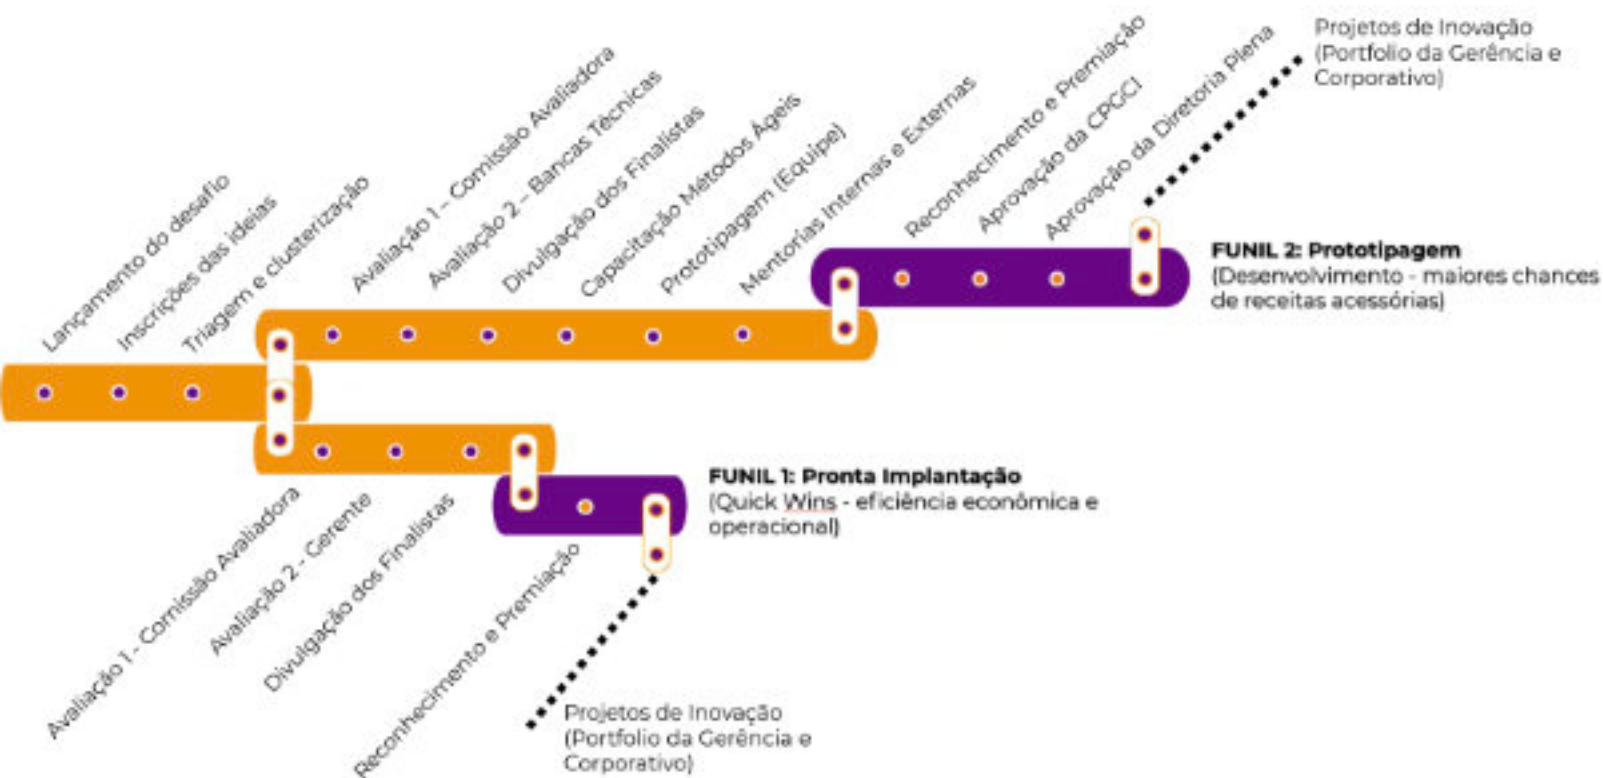 Lançamento do desafio
Inscrições das ideias
Triagem e clusterização
Avaliação 1 – Comissão Avaliadora
Avaliação 2 – Bancas Técnicas
Divulgação dos Finalistas
Capacitação Métodos Ágeis
Prototipagem (Equipe)
Mentorias Internas e Externas
Reconhecimento e Premiação
Aprovação da CPGCI
Aprovação da Diretoria Plena
Projetos de Inovação
(Portfolio da Gerência e
Corporativo)
FUNIL 2: Prototipagem
(Desenvolvimento - maiores chances
de receitas acessórias)
Avaliação 1 - Comissão Avaliadora
Avaliação 2 - Gerente
Divulgação dos Finalistas
Reconhecimento e Premiação
FUNIL 1: Pronta Implantação
(Quick Wins - eficiência econômica e
operacional)
Projetos de Inovação
(Portfolio da Gerência e
Corporativo)